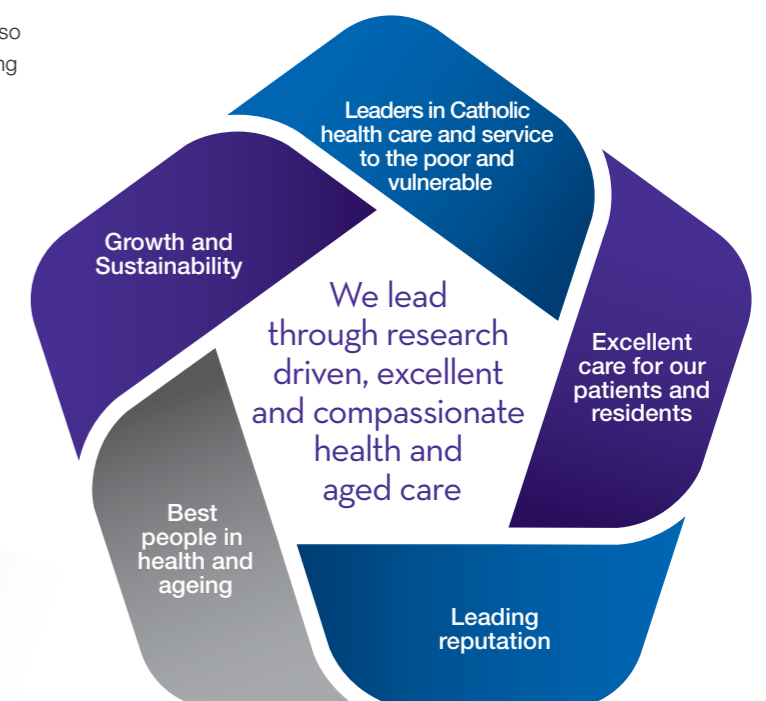 so
ng
Leaders in Catholic
health care and service
to the poor and
vulnerable
Growth and
Sustainability
We lead
through research
driven, excellent
and compassionate
health and
aged care
Excellent
care for our
patients and
residents
Best
people in
health and
ageing
Leading
reputation